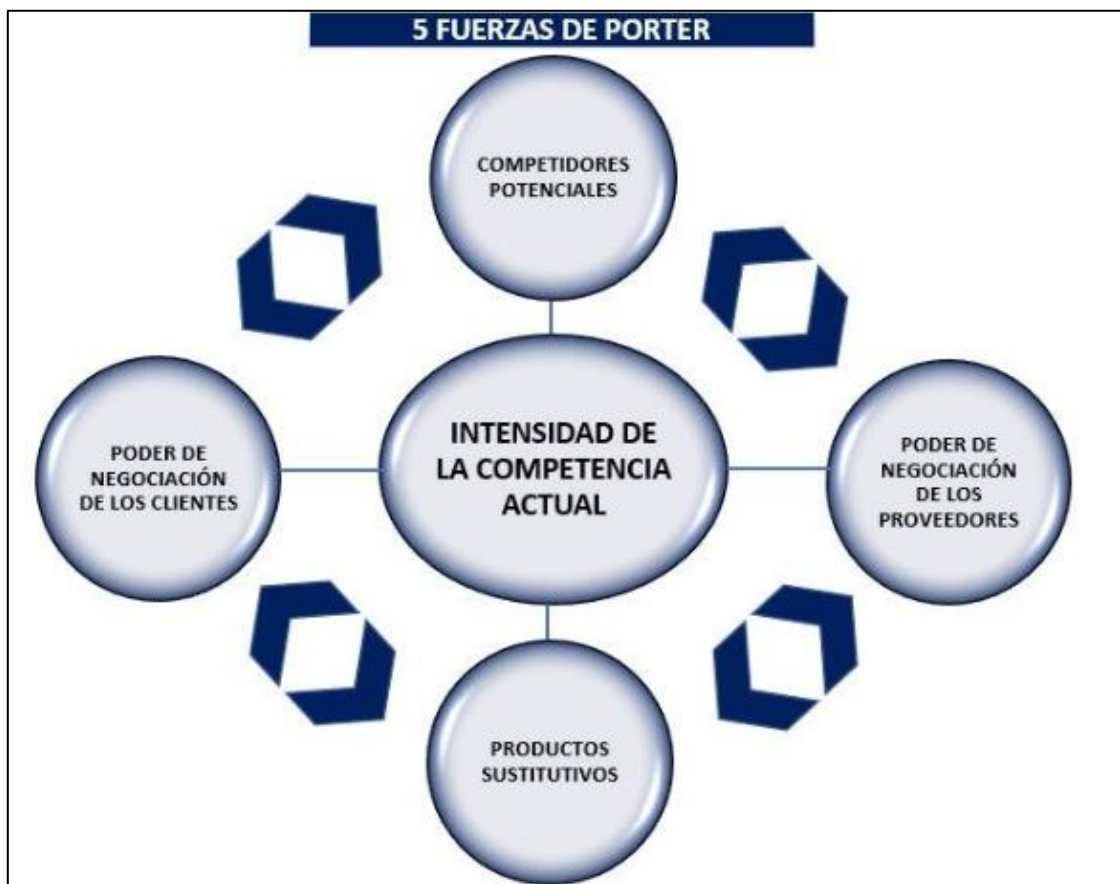 5 FUERZAS DE PORTER
COMPETIDORES
POTENCIALES
INTENSIDAD DE
LA COMPETENCIA
ACTUAL
PODER DE
NEGOCIACIÓN
DE LOS CLIENTES
PODER DE
NEGOCIACIÓN
DE LOS
PROVEEDORES
PRODUCTOS
SUSTITUTIVOS